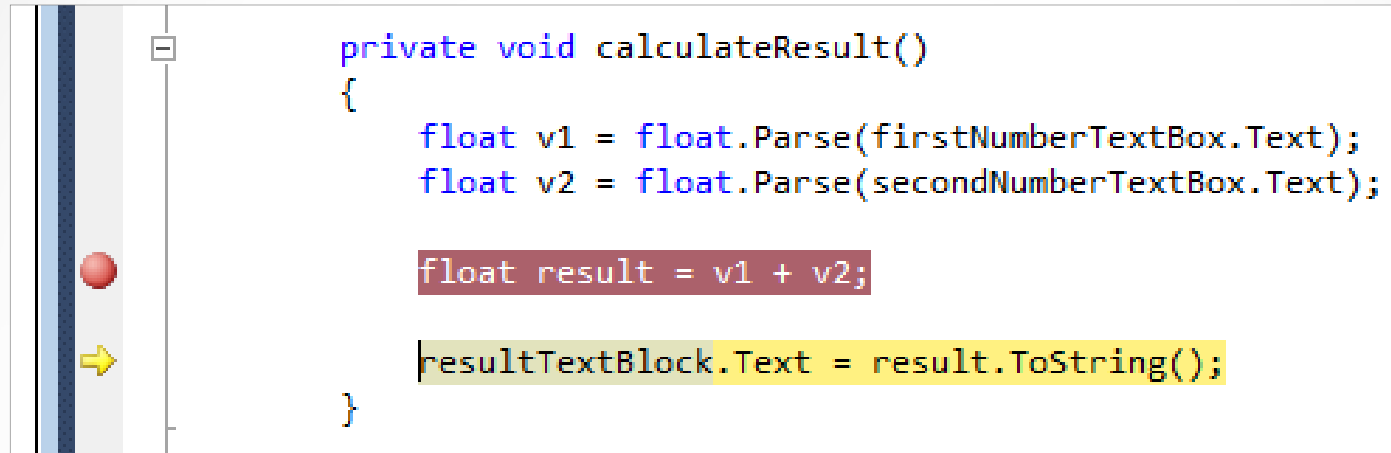 private void calculateResult()
{
float v1 = float.Parse(firstNumberTextBox.Text);
float v2 = float.Parse(secondNumberTextBox.Text);
float result = v1 + v2;
resultTextBlock.Text = result.ToString();
}